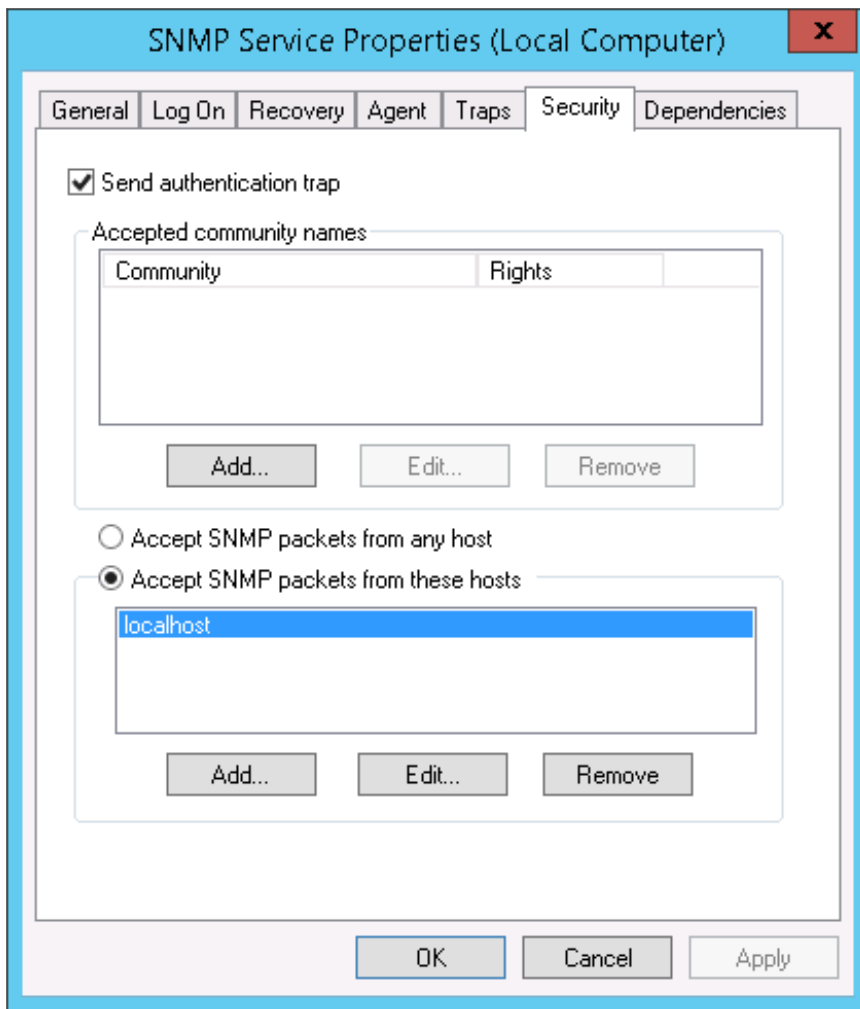 SNMP Service Properties (Local Computer)
x
General Log On Recovery Agent Traps Security Dependencies
Send authentication trap
Accepted community names
Community Rights
Add... Edit... Remove
Accept SNMP packets from any host
Accept SNMP packets from these hosts
localhost
Add... Edit... Remove
OK Cancel Apply